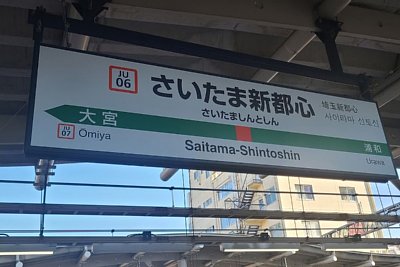 JU
06
さいたま新都心
さいたましんとしん
埼玉新都心
사이타마 신토신
大宮
JU
07
Ōmiya
Saitama-Shintoshin
浦和
Urawa